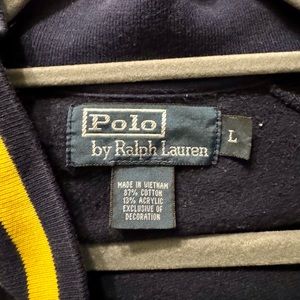 Polo
by Ralph Lauren
L
MADE IN VIETNAM
87% COTTON
13% ACRYLIC
EXCLUSIVE OF
DECORATION